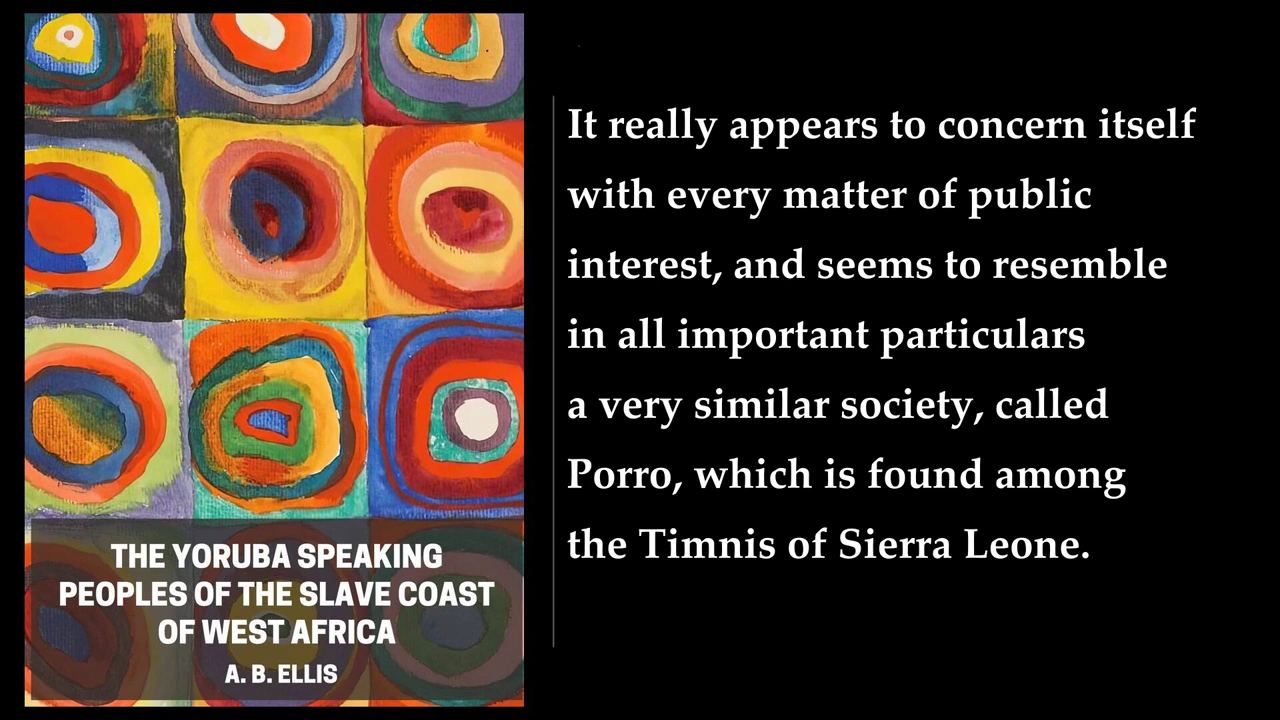 THE YORUBA SPEAKING
PEOPLES OF THE SLAVE COAST
OF WEST AFRICA
A. B. ELLIS
It really appears to concern itself
with every matter of public
interest, and seems to resemble
in all important particulars
a very similar society, called
Porro, which is found among
the Timnis of Sierra Leone.